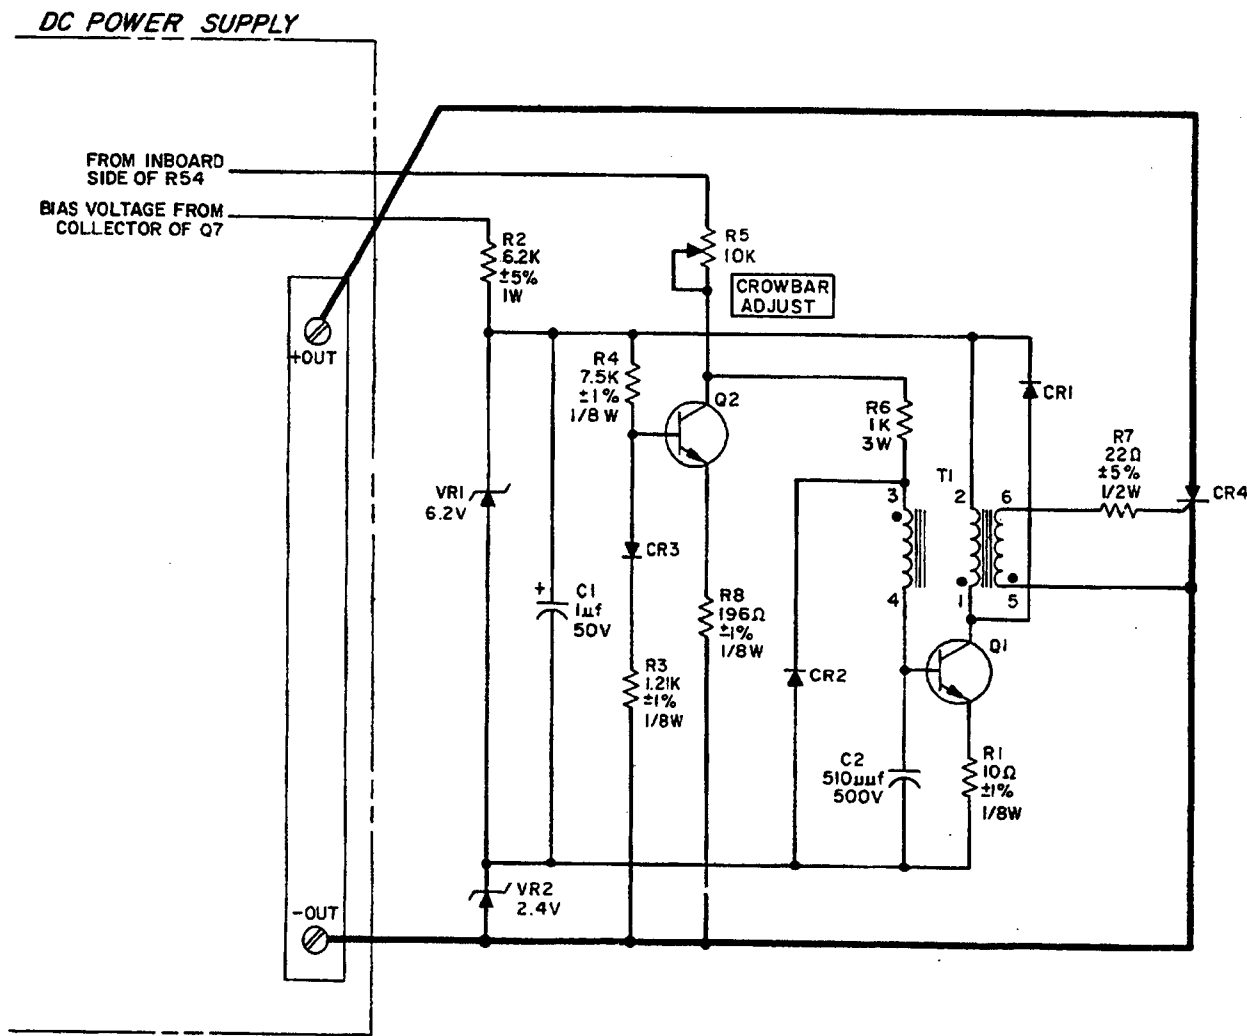 DC POWER SUPPLY
FROM INBOARD
SIDE OF R54
BIAS VOLTAGE FROM
COLLECTOR OF Q7
R2
6.2K
±5%
1W
R5
10K
CROWBAR
ADJUST
+OUT
R4
7.5K
±1%
1/8W
Q2
R6
1K
3W
CR1
R7
22Ω
±5%
1/2W
CR4
VR1
6.2V
T1
3
2
6
CR3
4
1
5
+
C1
1µf
50V
R8
196Ω
±1%
1/8W
Q1
R3
1.21K
±1%
1/8W
CR2
C2
510µµf
500V
R1
10Ω
±1%
1/8W
VR2
2.4V
-OUT